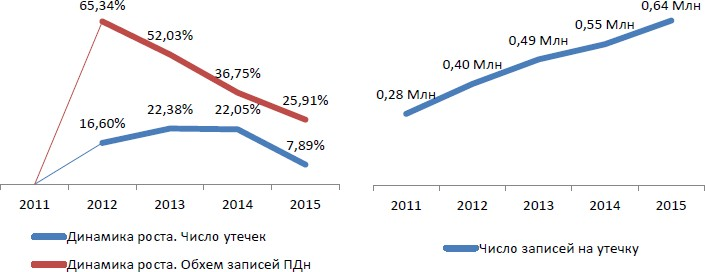 65,34%
52,03%
36,75%
25,91%
16,60%
22,38%
22,05%
7,89%
2011 2012 2013 2014 2015
Динамика роста. Число утечек
Динамика роста. Обхем записей ПДн
0,28 Млн
0,40 Млн
0,49 Млн
0,55 Млн
0,64 Млн
2011 2012 2013 2014 2015
Число записей на утечку